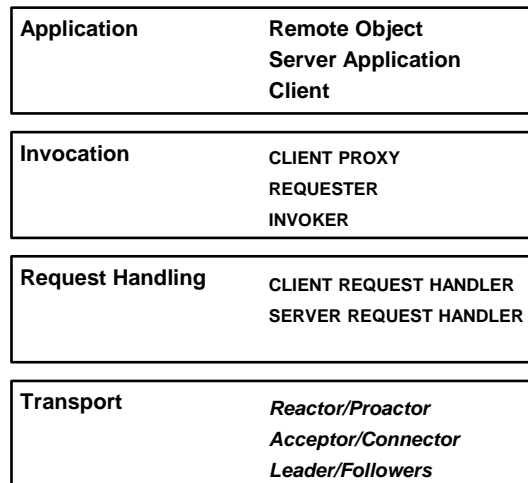 Application Remote Object
Server Application
Client
Invocation CLIENT PROXY
REQUESTER
INVOKER
Request Handling CLIENT REQUEST HANDLER
SERVER REQUEST HANDLER
Transport Reactor/Proactor
Acceptor/Connector
Leader/Followers